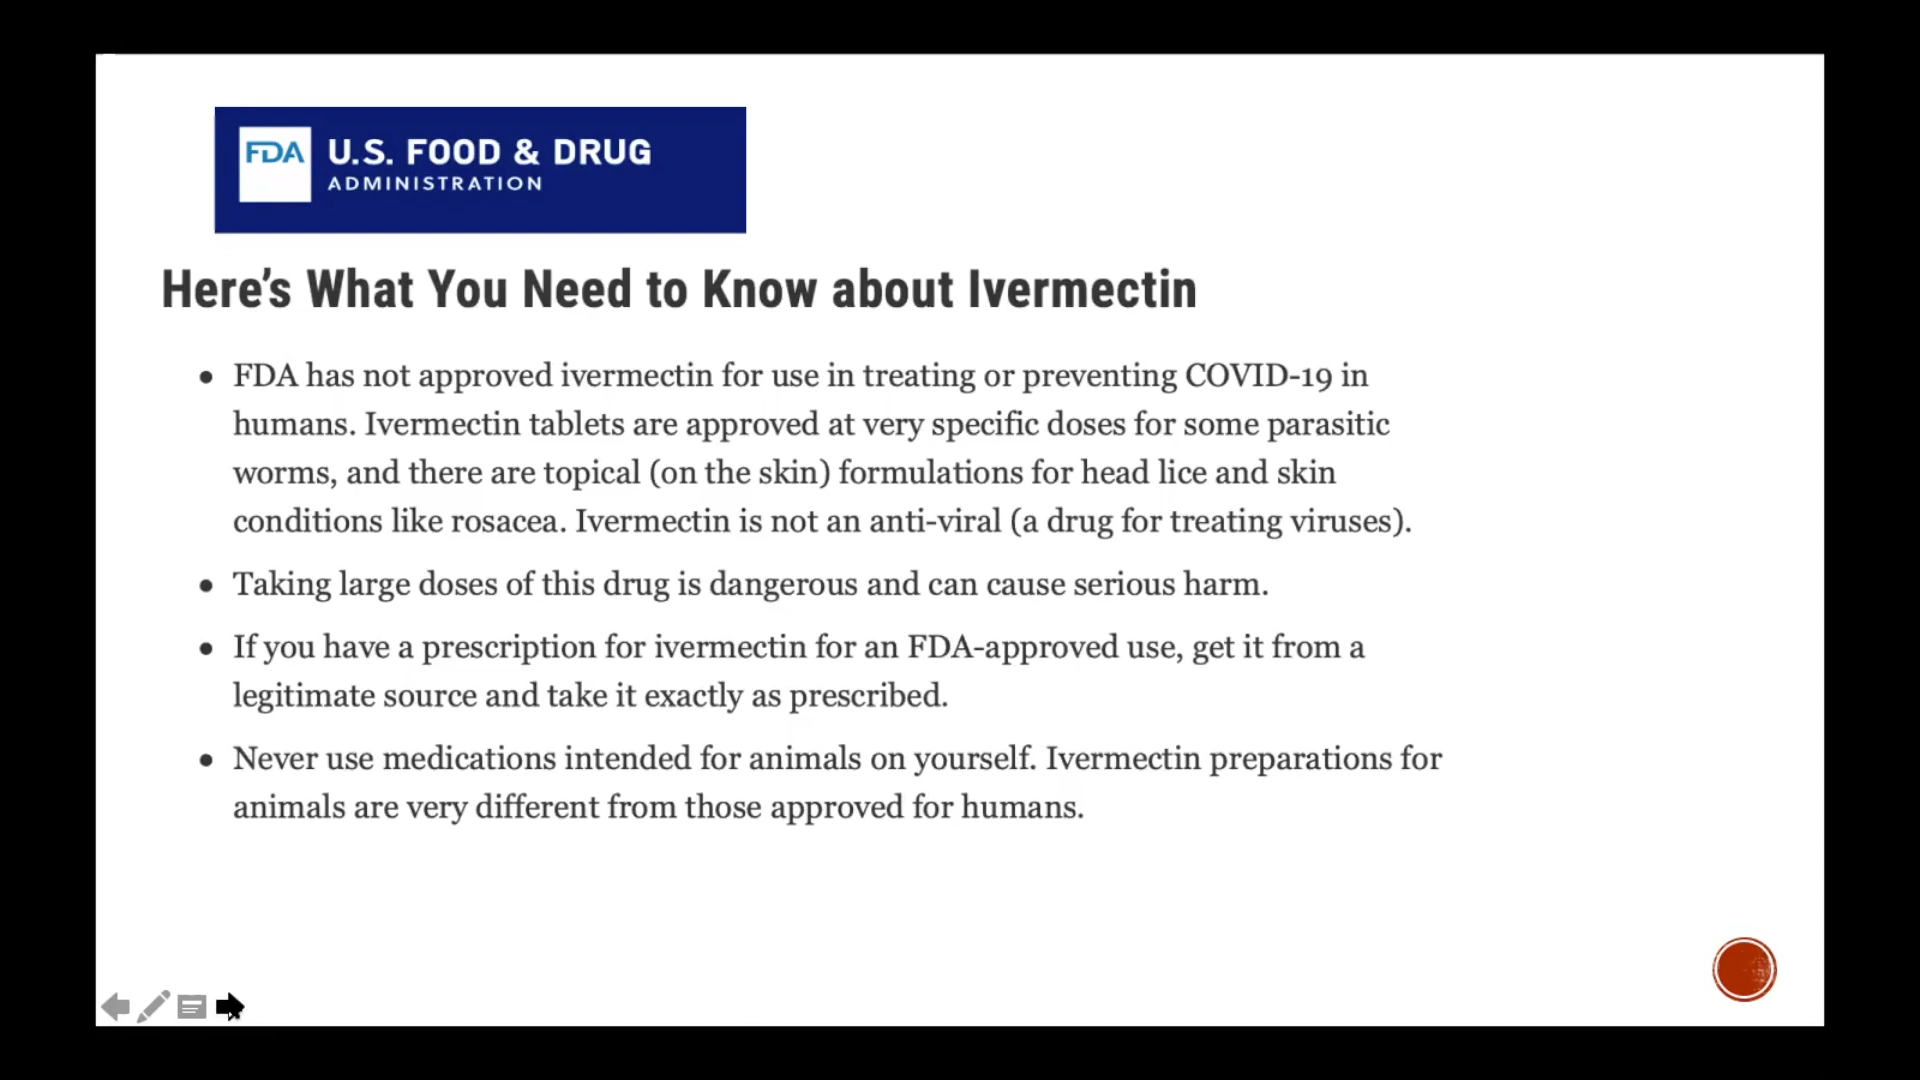 FDA
U.S. FOOD & DRUG
ADMINISTRATION
Here’s What You Need to Know about Ivermectin
• FDA has not approved ivermectin for use in treating or preventing COVID-19 in
humans. Ivermectin tablets are approved at very specific doses for some parasitic
worms, and there are topical (on the skin) formulations for head lice and skin
conditions like rosacea. Ivermectin is not an anti-viral (a drug for treating viruses).
• Taking large doses of this drug is dangerous and can cause serious harm.
• If you have a prescription for ivermectin for an FDA-approved use, get it from a
legitimate source and take it exactly as prescribed.
• Never use medications intended for animals on yourself. Ivermectin preparations for
animals are very different from those approved for humans.